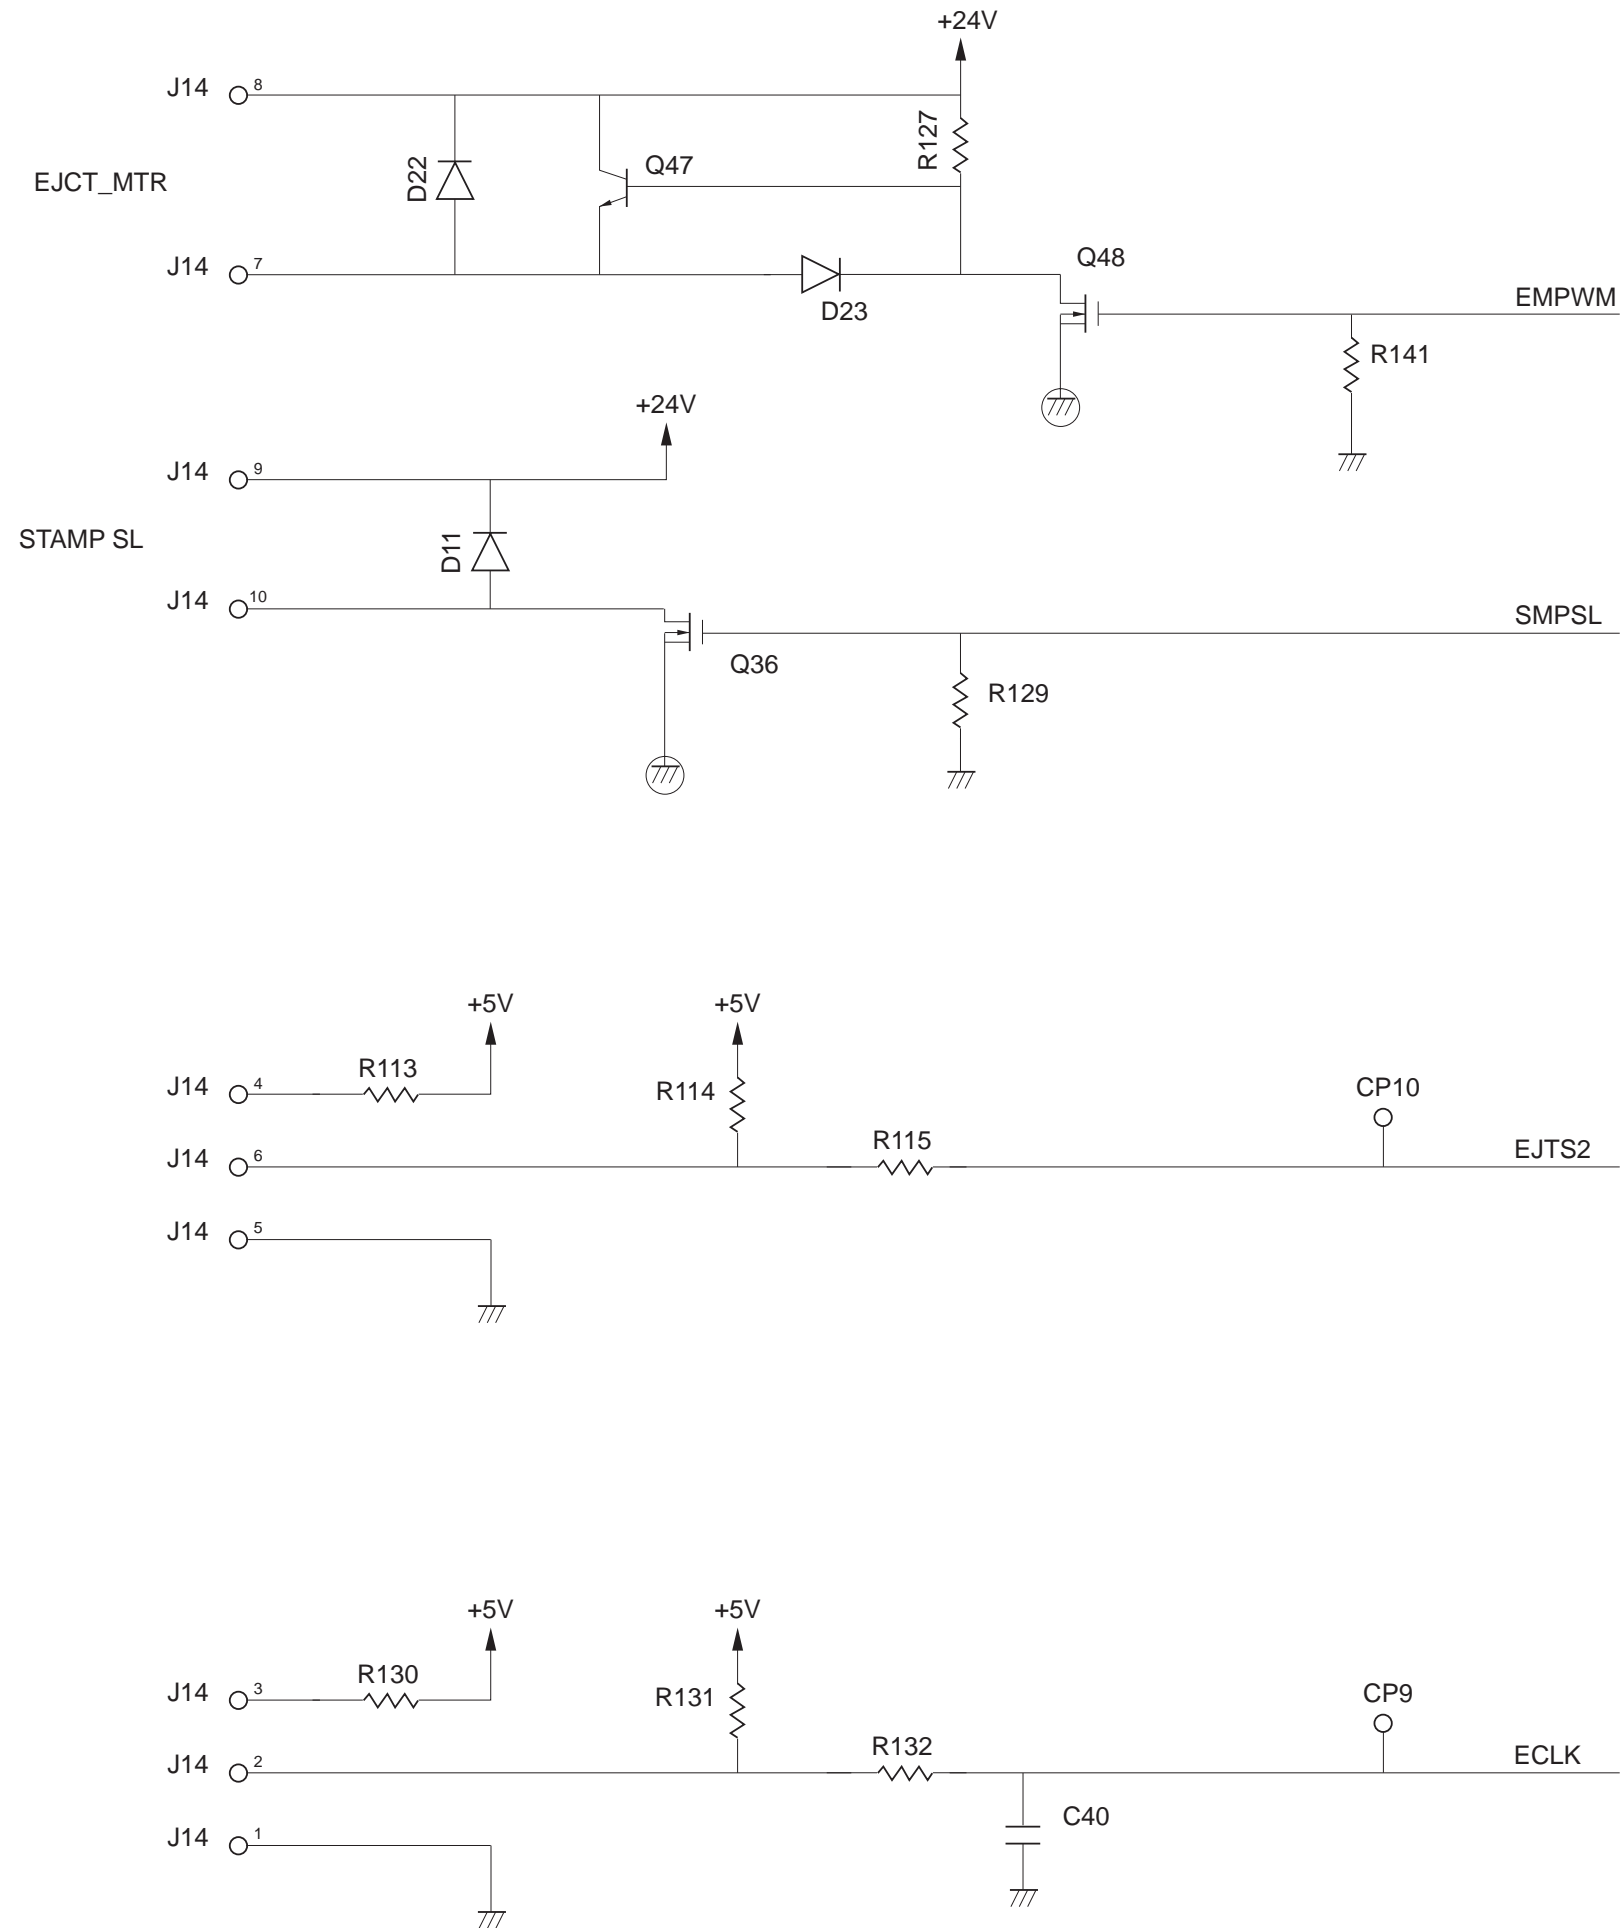 +24V
J14 8
R127
D22
Q47
EJCT_MTR
J14 7
Q48
D23
EMPWM
R141
+24V
J14 9
STAMP SL
D11
J14 10
SMPSL
Q36
R129
+5V +5V
J14 4 R113
R114
CP10
J14 6
R115
EJTS2
J14 5
+5V +5V
J14 3 R130
R131
CP9
J14 2
R132
ECLK
C40
J14 1